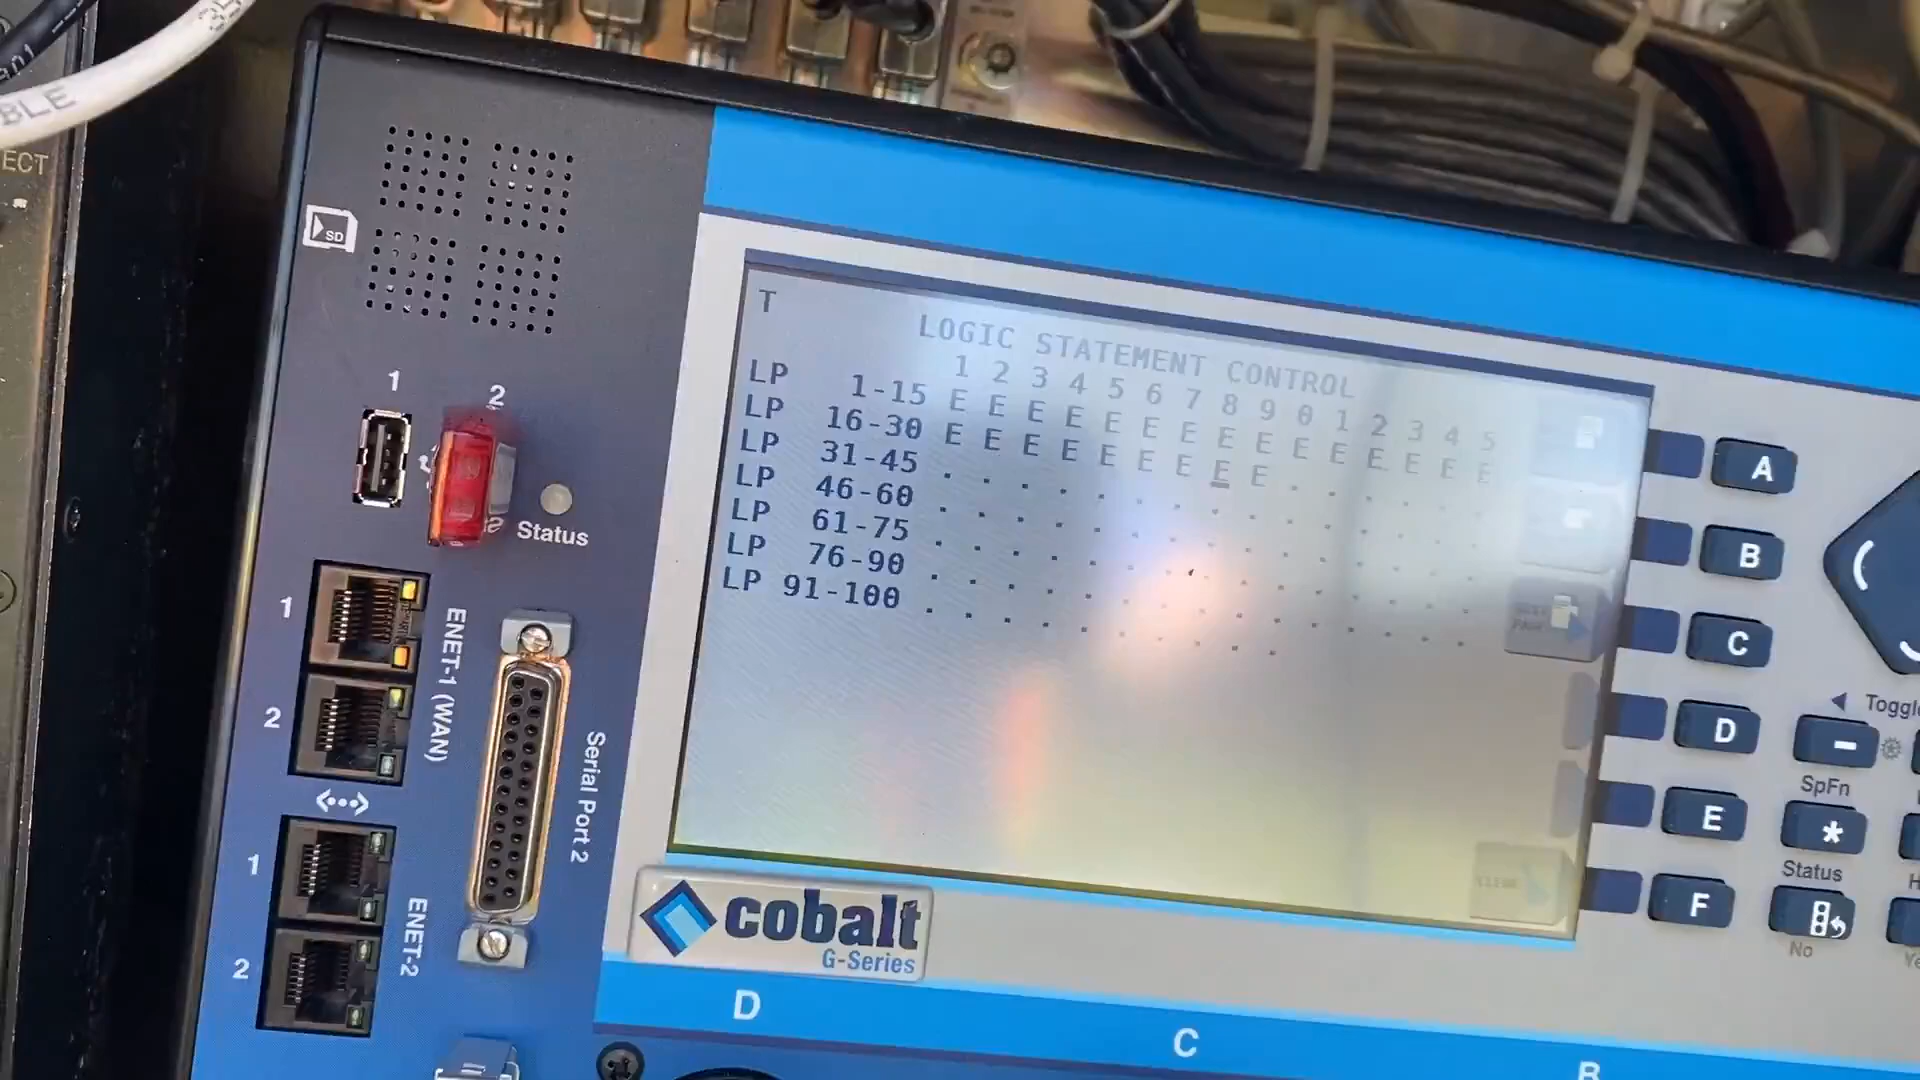 BLE
ECT
SD
T
LOGIC STATEMENT CONTROL
1 2 3 4 5 6 7 8 9 0 1 2 3 4 5
LP 1-15 E E E E E E E E E E E E E E E
LP 16-30 E E E E E E E E E . . . . . .
LP 31-45 . . . . . . . . . . . . . . .
LP 46-60 . . . . . . . . . . . . . . .
LP 61-75 . . . . . . . . . . . . . . .
LP 76-90 . . . . . . . . . . . . . . .
LP 91-100 . . . . . . . . . .
1
2
Status
1
2
ENET-1 (WAN)
1
2
ENET-2
Serial Port 2
cobalt
G-Series
A
B
C
D
E
F
Toggle
-
SpFn
*
Status
No
D
C
B